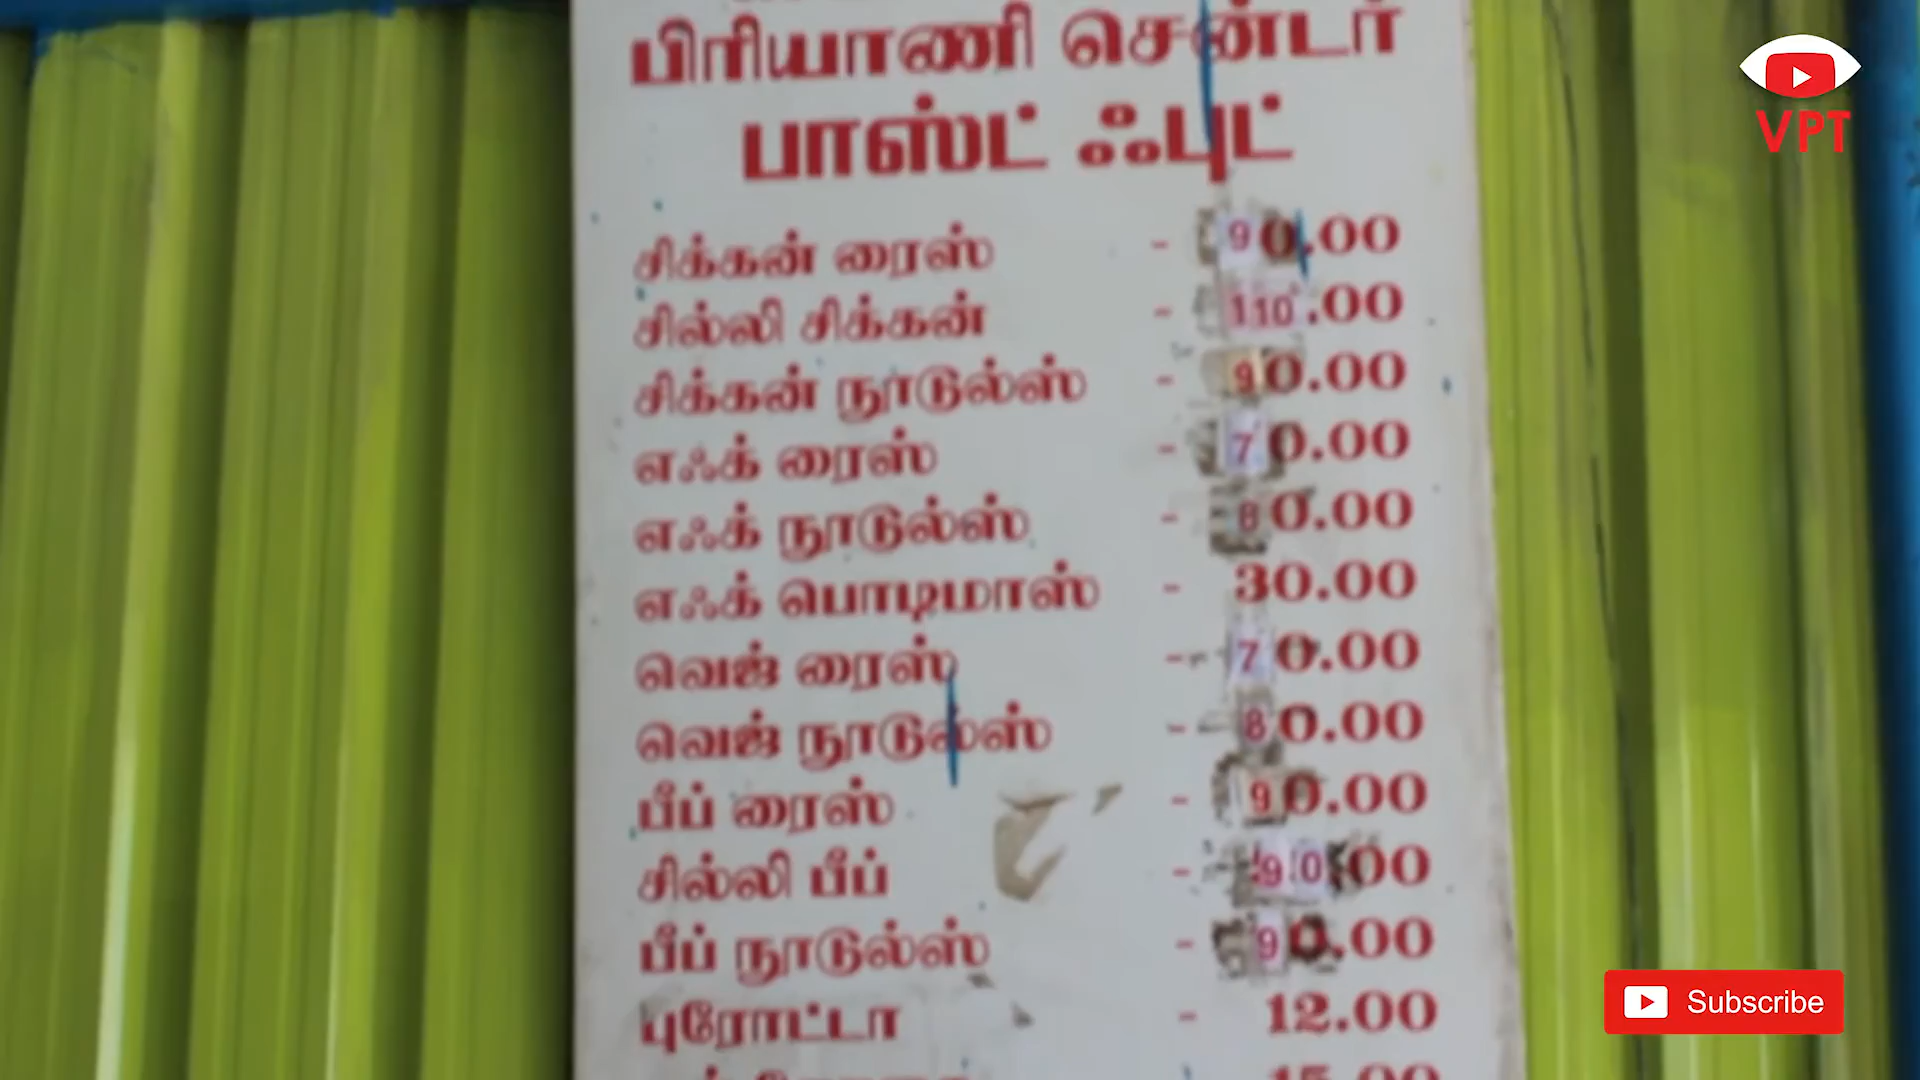 பிரியாணி சென்டர்
பாஸ்ட் ஃபுட்
சிக்கன் ரைஸ் - 90.00
சில்லி சிக்கன் - 110.00
சிக்கன் நூடுல்ஸ் - 90.00
எஃக் ரைஸ் - 70.00
எஃக் நூடுல்ஸ் - 80.00
எஃக் பொடிமாஸ் - 30.00
வெஜ் ரைஸ் - 70.00
வெஜ் நூடுல்ஸ் - 80.00
பீப் ரைஸ் - 90.00
சில்லி பீப் - 90.00
பீப் நூடுல்ஸ் - 90.00
புரோட்டா - 12.00
VPT
Subscribe